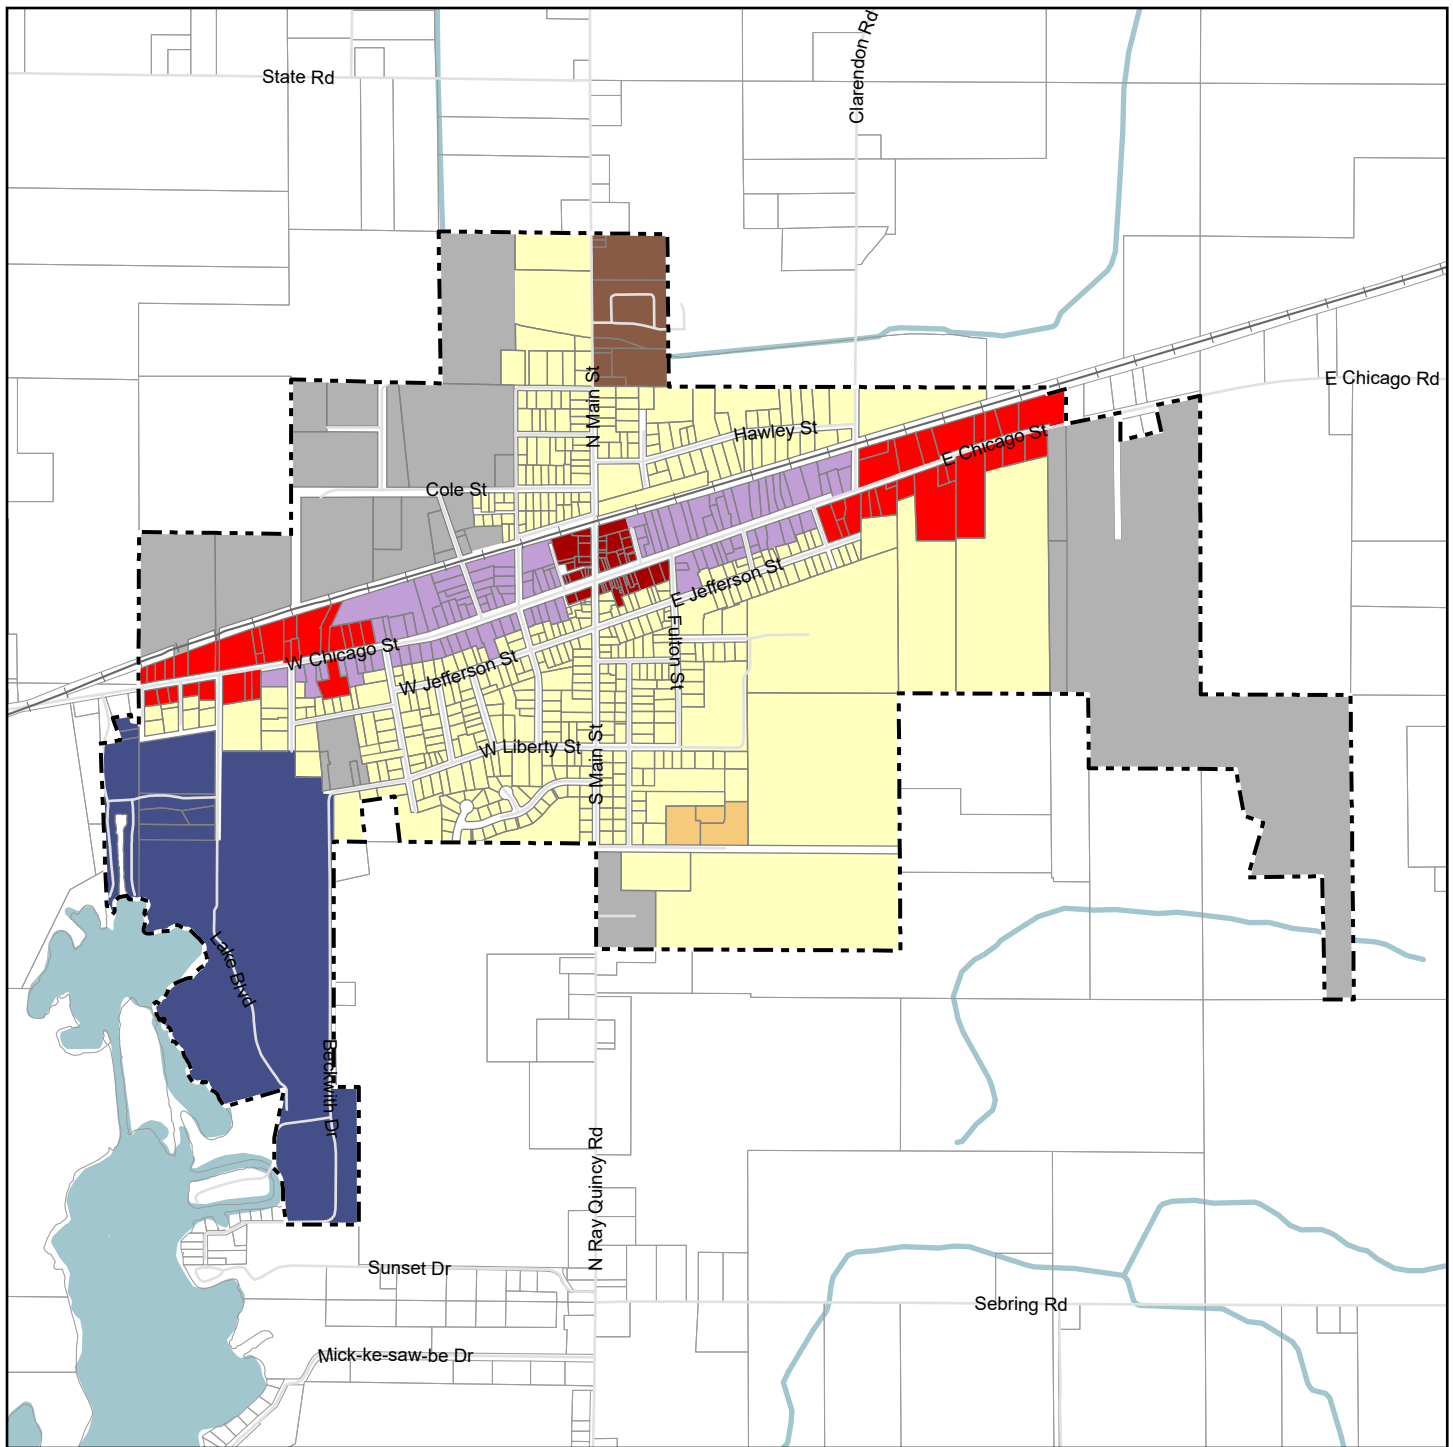 State Rd
Clarendon Rd
E Chicago Rd
N Main St
Hawley St
E Chicago St
Cole St
E Jefferson St
Fulton St
W Chicago St
W Jefferson St
W Liberty St
S Main St
Lake Blvd
Beckwith Dr
N Ray Quincy Rd
Sunset Dr
Sebring Rd
Mick-ke-saw-be Dr